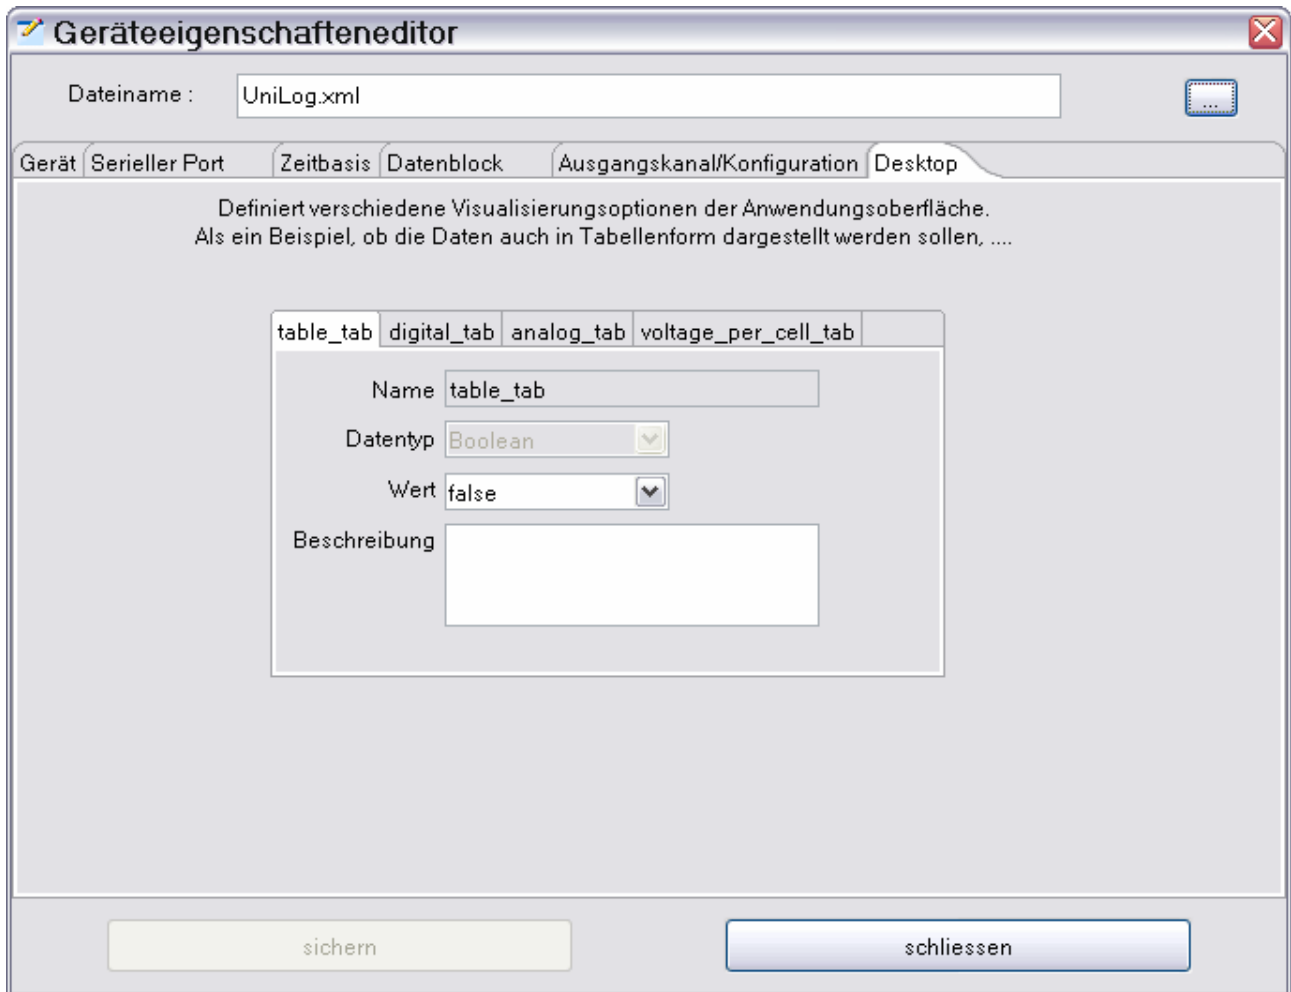 Geräteeigenschafteneditor
Dateiname :
UniLog.xml
...
Gerät Serieller Port Zeitbasis Datenblock Ausgangskanal/Konfiguration Desktop
Definiert verschiedene Visualisierungsoptionen der Anwendungsoberfläche.
Als ein Beispiel, ob die Daten auch in Tabellenform dargestellt werden sollen, ....
table_tab digital_tab analog_tab voltage_per_cell_tab
Name table_tab
Datentyp Boolean
Wert false
Beschreibung
sichern schliessen